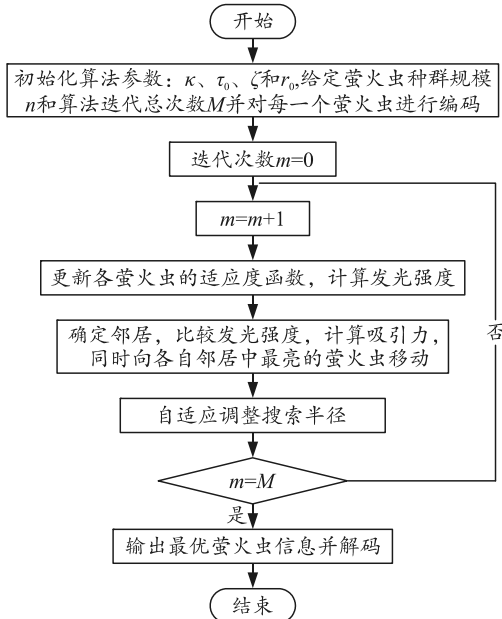 开始
初始化算法参数：κ、τ₀、ζ和r₀,给定萤火虫种群规模
n和算法迭代总次数M并对每一个萤火虫进行编码
迭代次数m=0
m=m+1
更新各萤火虫的适应度函数，计算发光强度
确定邻居，比较发光强度，计算吸引力，
同时向各自邻居中最亮的萤火虫移动
否
自适应调整搜索半径
m=M
是
输出最优萤火虫信息并解码
结束